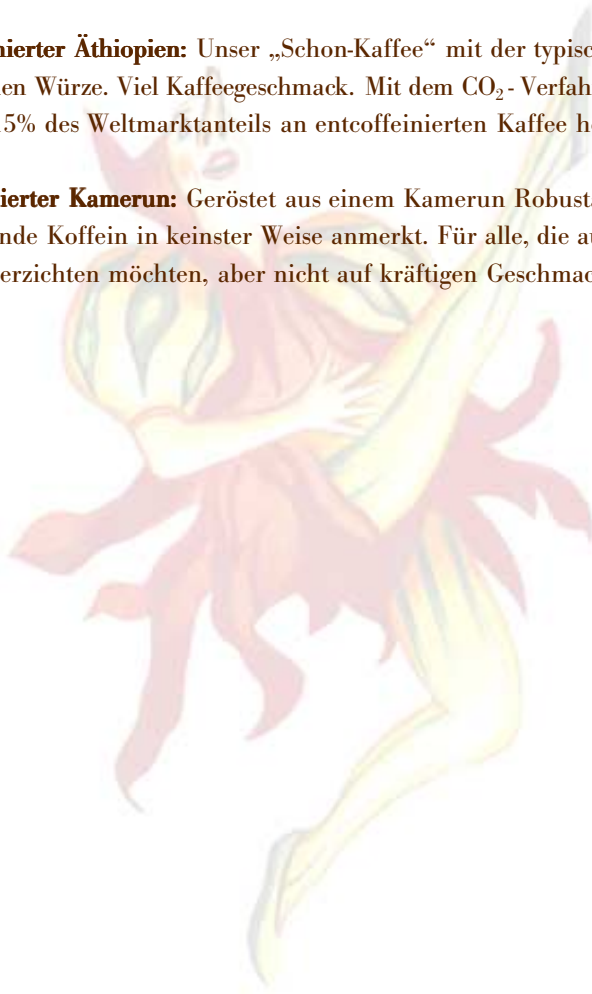 nierter Äthiopien: Unser „Schon-Kaffee“ mit der typisc
en Würze. Viel Kaffeegeschmack. Mit dem CO₂- Verfah
5% des Weltmarktanteils an entcoffeinierten Kaffee h
ierter Kamerun: Geröstet aus einem Kamerun Robust
nde Koffein in keinster Weise anmerkt. Für alle, die a
erzichten möchten, aber nicht auf kräftigen Geschmac